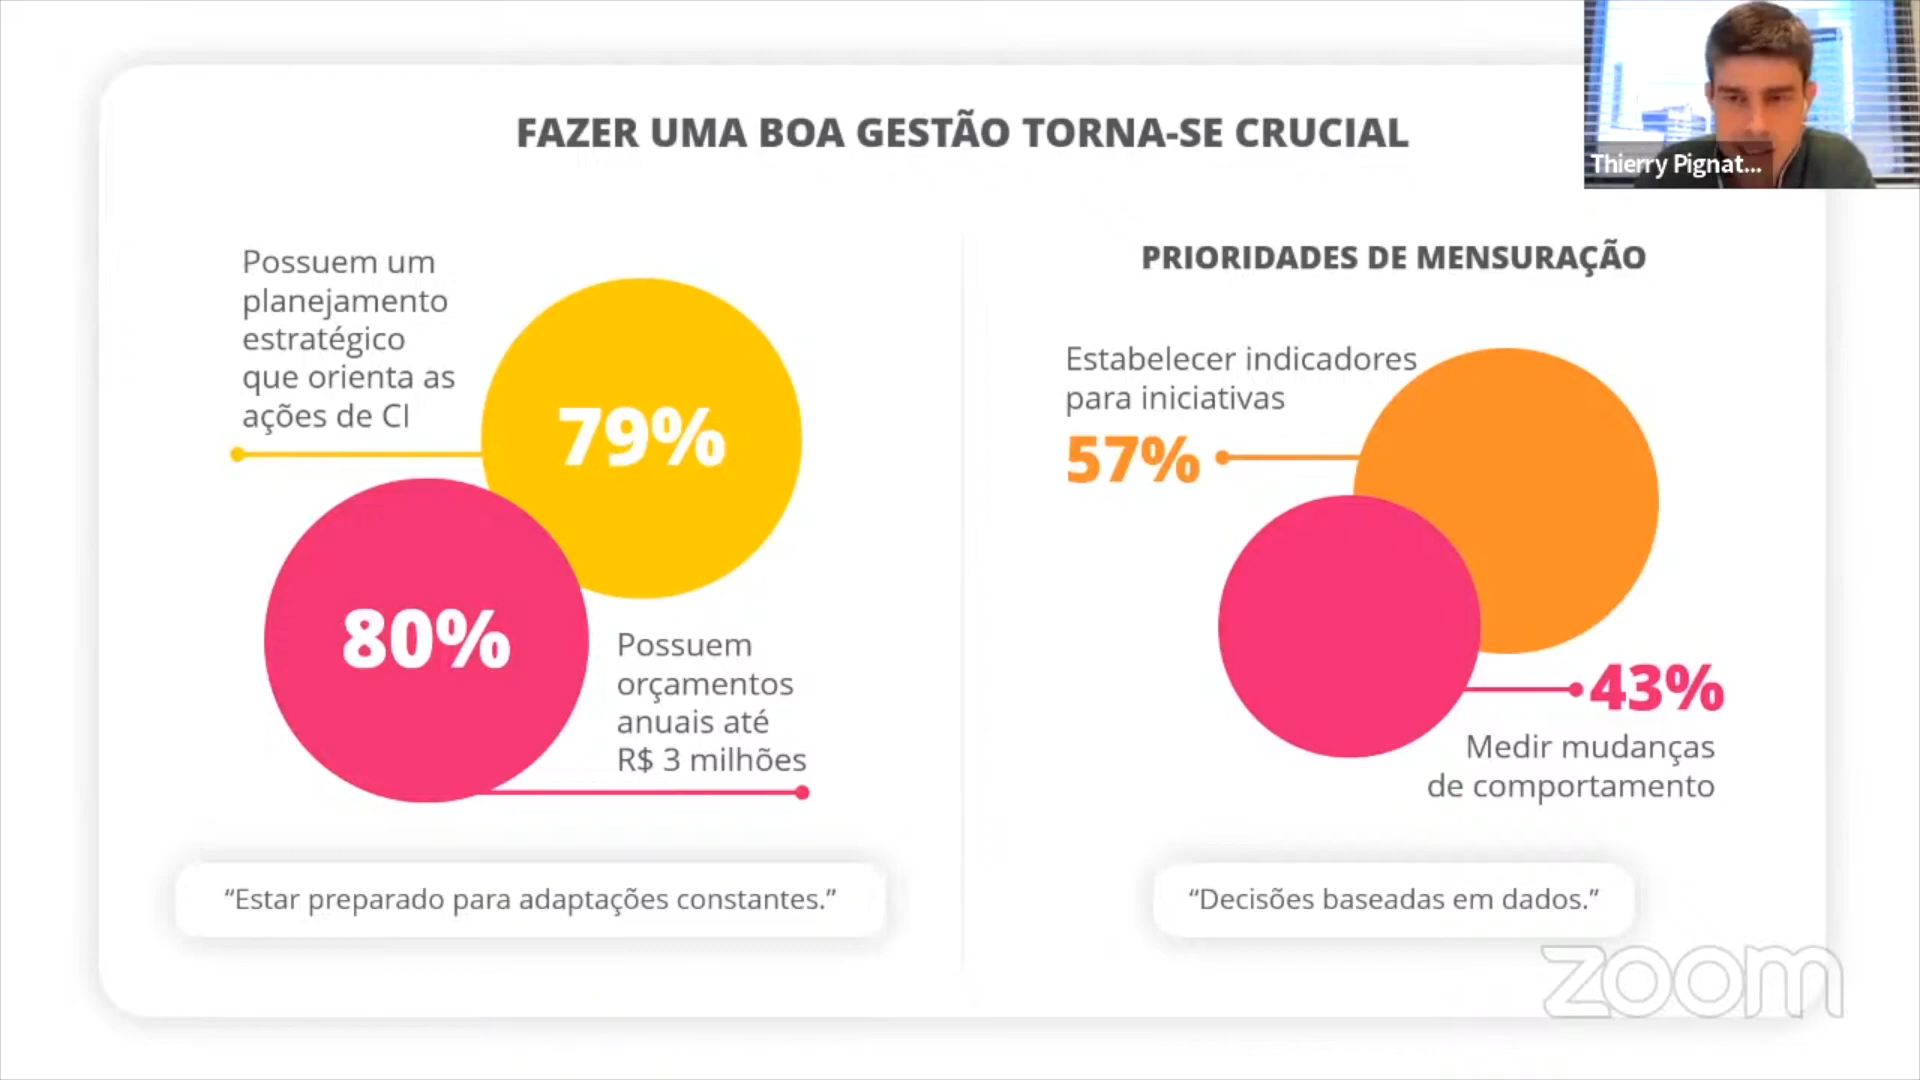 FAZER UMA BOA GESTÃO TORNA-SE CRUCIAL
Thierry Pignat...
Possuem um
planejamento
estratégico
que orienta as
ações de CI
79%
80%
Possuem
orçamentos
anuais até
R$ 3 milhões
“Estar preparado para adaptações constantes.”
PRIORIDADES DE MENSURAÇÃO
Estabelecer indicadores
para iniciativas
57%
43%
Medir mudanças
de comportamento
“Decisões baseadas em dados.”
zoom